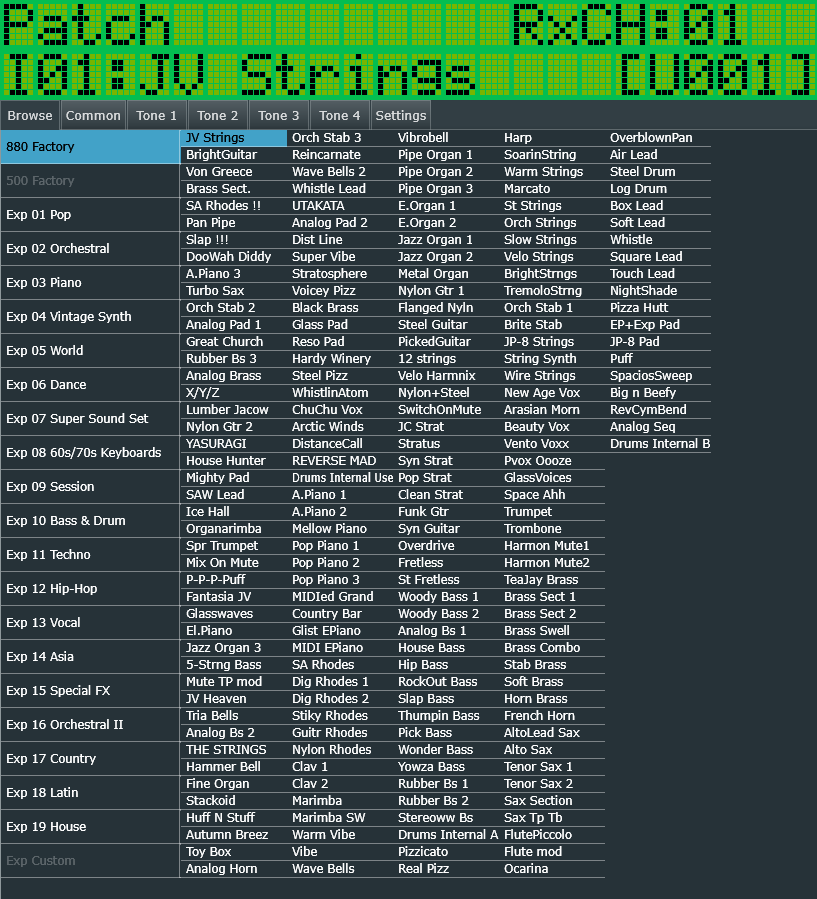 Patch RxCH:01
I01:JV Strings [U001]
Browse Common Tone 1 Tone 2 Tone 3 Tone 4 Settings
880 Factory
500 Factory
Exp 01 Pop
Exp 02 Orchestral
Exp 03 Piano
Exp 04 Vintage Synth
Exp 05 World
Exp 06 Dance
Exp 07 Super Sound Set
Exp 08 60s/70s Keyboards
Exp 09 Session
Exp 10 Bass & Drum
Exp 11 Techno
Exp 12 Hip-Hop
Exp 13 Vocal
Exp 14 Asia
Exp 15 Special FX
Exp 16 Orchestral II
Exp 17 Country
Exp 18 Latin
Exp 19 House
Exp Custom
JV Strings
BrightGuitar
Von Greece
Brass Sect.
SA Rhodes !!
Pan Pipe
Slap !!!
DooWah Diddy
A.Piano 3
Turbo Sax
Orch Stab 2
Analog Pad 1
Great Church
Rubber Bs 3
Analog Brass
X/Y/Z
Lumber Jacow
Nylon Gtr 2
YASURAGI
House Hunter
Mighty Pad
SAW Lead
Ice Hall
Organarimba
Spr Trumpet
Mix On Mute
P-P-P-Puff
Fantasia JV
Glasswaves
El.Piano
Jazz Organ 3
5-Strng Bass
Mute TP mod
JV Heaven
Tria Bells
Analog Bs 2
THE STRINGS
Hammer Bell
Fine Organ
Stackoid
Huff N Stuff
Autumn Breez
Toy Box
Analog Horn
Orch Stab 3
Reincarnate
Wave Bells 2
Whistle Lead
UTAKATA
Analog Pad 2
Dist Line
Super Vibe
Stratosphere
Voicey Pizz
Black Brass
Glass Pad
Reso Pad
Hardy Winery
Steel Pizz
WhistlinAtom
ChuChu Vox
Arctic Winds
DistanceCall
REVERSE MAD
Drums Internal Use
A.Piano 1
A.Piano 2
Mellow Piano
Pop Piano 1
Pop Piano 2
Pop Piano 3
MIDIed Grand
Country Bar
Glist EPiano
MIDI EPiano
SA Rhodes
Dig Rhodes 1
Dig Rhodes 2
Stiky Rhodes
Guitr Rhodes
Nylon Rhodes
Clav 1
Clav 2
Marimba
Marimba SW
Warm Vibe
Vibe
Wave Bells
Vibrobell
Pipe Organ 1
Pipe Organ 2
Pipe Organ 3
E.Organ 1
E.Organ 2
Jazz Organ 1
Jazz Organ 2
Metal Organ
Nylon Gtr 1
Flanged Nyln
Steel Guitar
PickedGuitar
12 strings
Velo Harmnix
Nylon+Steel
SwitchOnMute
JC Strat
Stratus
Syn Strat
Pop Strat
Clean Strat
Funk Gtr
Syn Guitar
Overdrive
Fretless
St Fretless
Woody Bass 1
Woody Bass 2
Analog Bs 1
House Bass
Hip Bass
RockOut Bass
Slap Bass
Thumpin Bass
Pick Bass
Wonder Bass
Yowza Bass
Rubber Bs 1
Rubber Bs 2
Stereoww Bs
Drums Internal A
Pizzicato
Real Pizz
Harp
SoarinString
Warm Strings
Marcato
St Strings
Orch Strings
Slow Strings
Velo Strings
BrightStrngs
TremoloStrng
Orch Stab 1
Brite Stab
JP-8 Strings
String Synth
Wire Strings
New Age Vox
Arasian Morn
Beauty Vox
Vento Voxx
Pvox Oooze
GlassVoices
Space Ahh
Trumpet
Trombone
Harmon Mute1
Harmon Mute2
TeaJay Brass
Brass Sect 1
Brass Sect 2
Brass Swell
Brass Combo
Stab Brass
Soft Brass
Horn Brass
French Horn
AltoLead Sax
Alto Sax
Tenor Sax 1
Tenor Sax 2
Sax Section
Sax Tp Tb
FlutePiccolo
Flute mod
Ocarina
OverblownPan
Air Lead
Steel Drum
Log Drum
Box Lead
Soft Lead
Whistle
Square Lead
Touch Lead
NightShade
Pizza Hutt
EP+Exp Pad
JP-8 Pad
Puff
SpaciosSweep
Big n Beefy
RevCymBend
Analog Seq
Drums Internal B